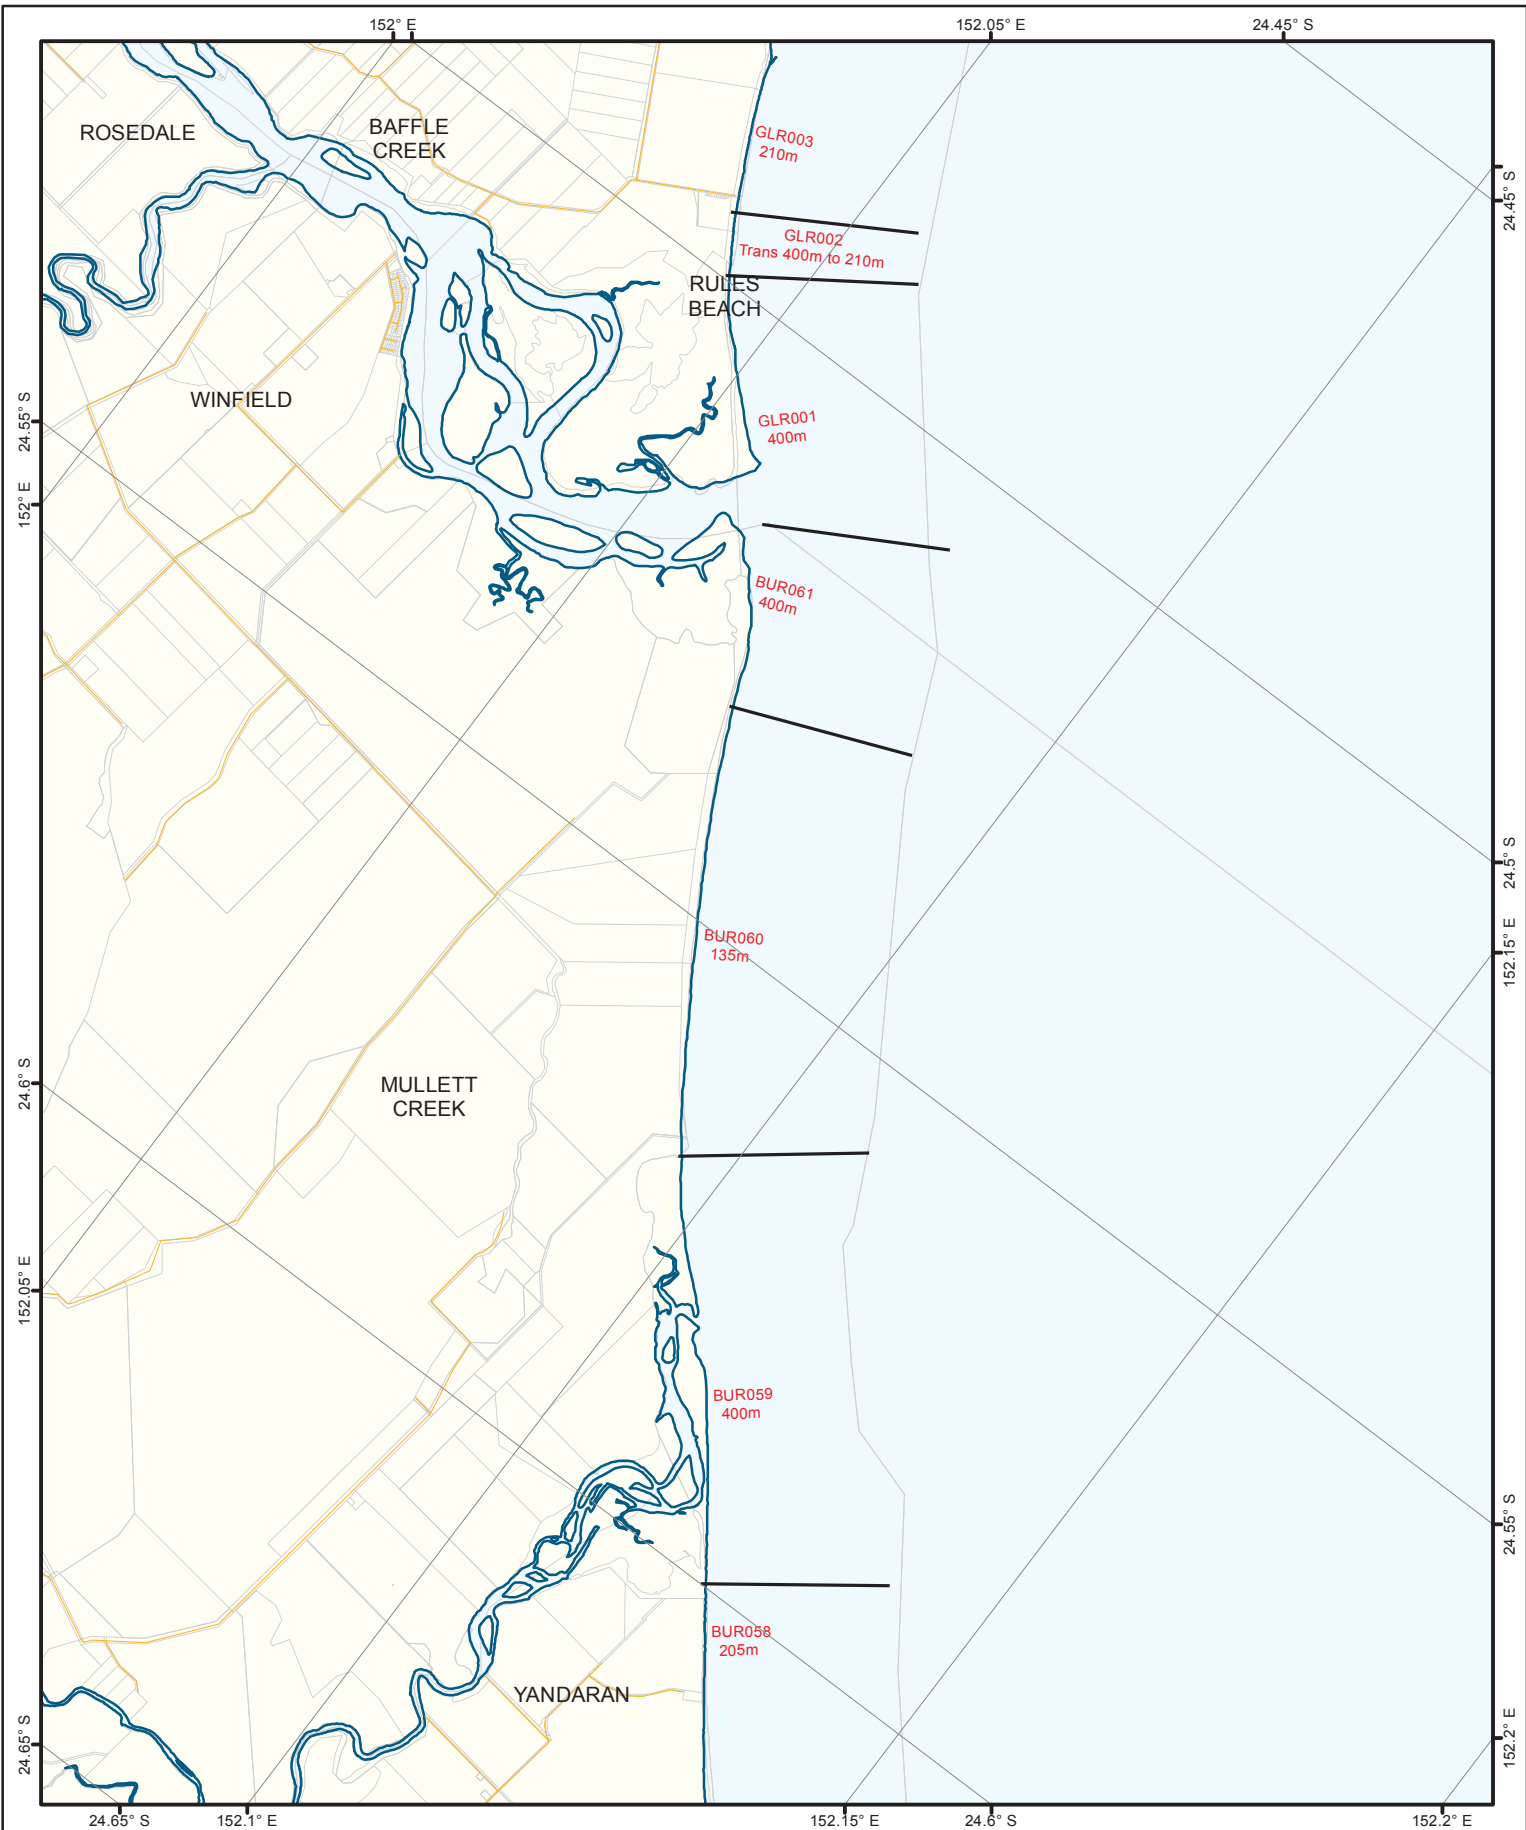 152° E
152.05° E
24.45° S
ROSEDALE
BAFFLE
CREEK
GLR003
210m
24.45° S
GLR002
Trans 400m to 210m
RULES
BEACH
WINFIELD
24.55° S
GLR001
400m
152° E
BUR061
400m
24.5° S
BUR060
135m
152.15° E
24.6° S
MULLETT
CREEK
152.05° E
BUR059
400m
24.55° S
BUR058
205m
YANDARAN
24.65° S
152.2° E
24.65° S
152.1° E
152.15° E
24.6° S
152.2° E